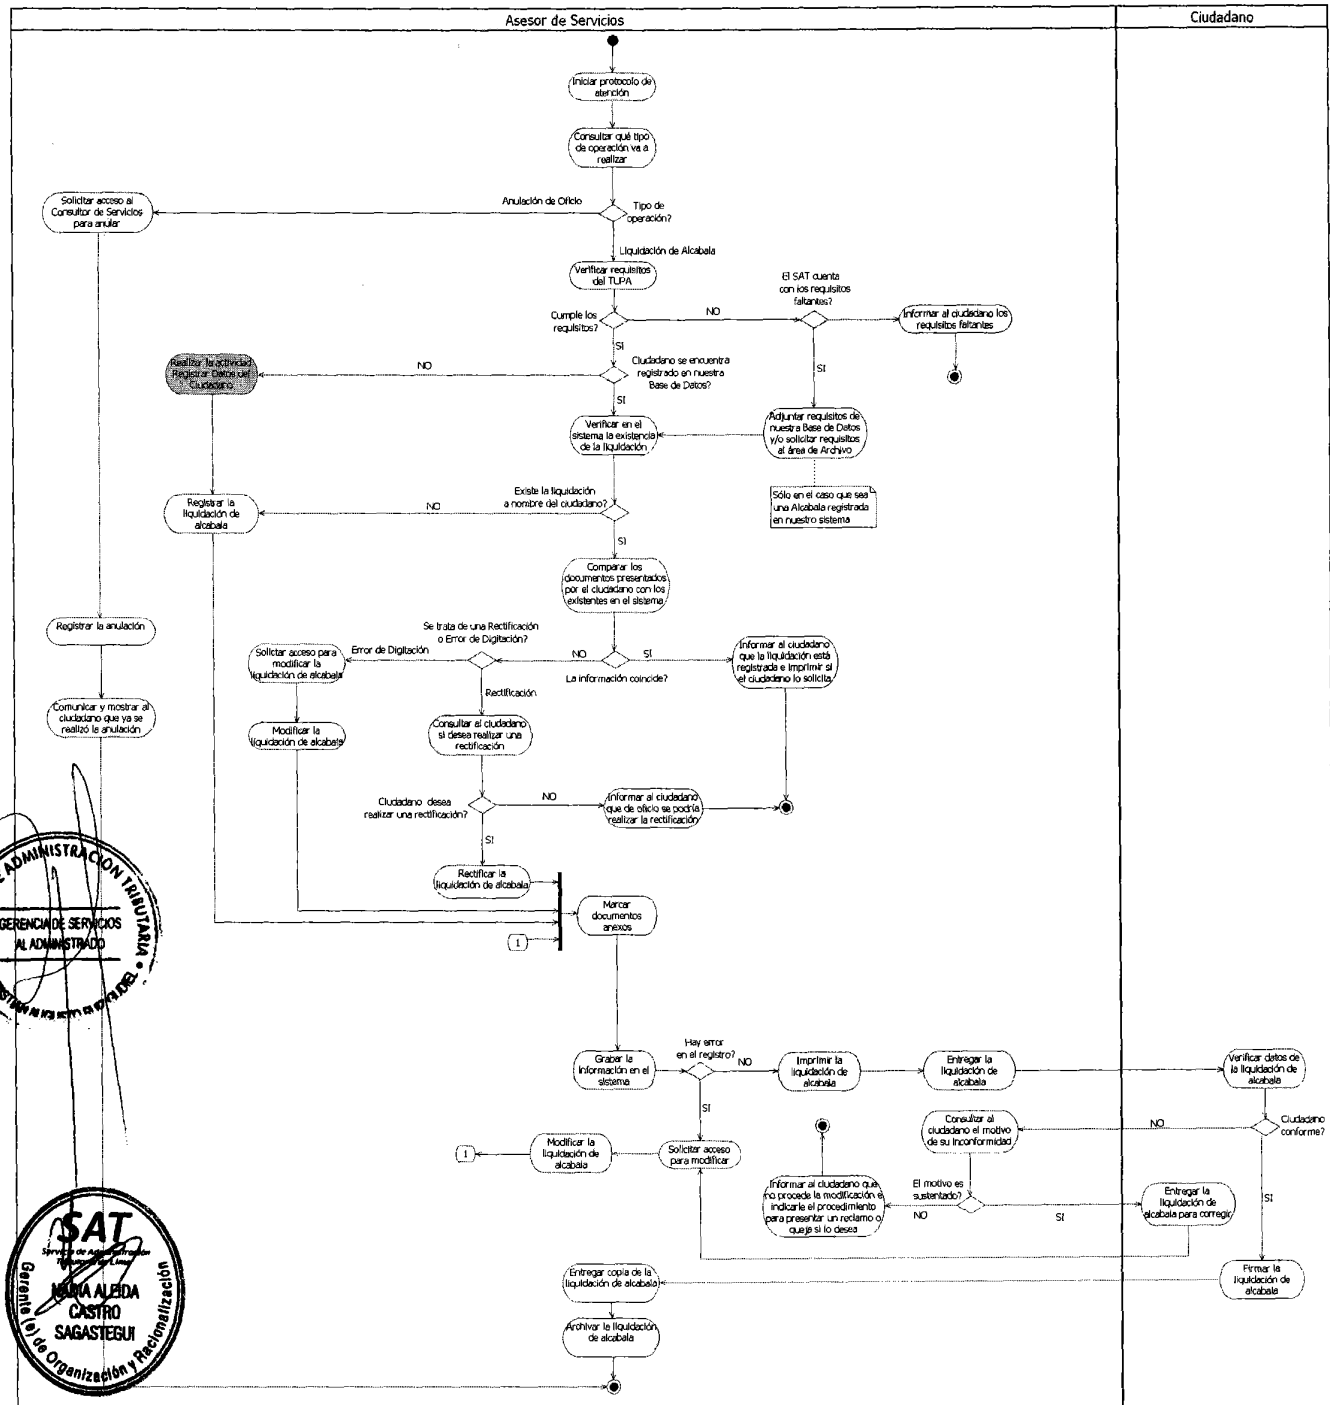 Asesor de Servicios
Ciudadano
Iniciar protocolo de
atención
Consultar qué tipo
de operación va a
realizar
Anulación de Oficio
Tipo de
operación?
Solicitar acceso al
Consultor de Servicios
para anular
Liquidación de Alcabala
Verificar requisitos
del TUPA
El SAT cuenta
con los requisitos
faltantes?
Cumple los
requisitos?
NO
Informar al ciudadano los
requisitos faltantes
SI
Ciudadano se encuentra
registrado en nuestra
Base de Datos?
NO
SI
Realizar la actividad
Registrar Datos del
Ciudadano
SI
Verificar en el
sistema la existencia
de la liquidación
Adjuntar requisitos de
nuestra Base de Datos
y/o solicitar requisitos
al área de Archivo
Sólo en el caso que sea
una Alcabala registrada
en nuestro sistema
Existe la liquidación
a nombre del ciudadano?
NO
Registrar la
liquidación de
alcabala
SI
Comparar los
documentos presentados
por el ciudadano con los
existentes en el sistema
Registrar la anulación
Se trata de una Rectificación
o Error de Digitación?
Error de Digitación
NO
SI
La información coincide?
Solicitar acceso para
modificar la
liquidación de alcabala
Informar al ciudadano
que la liquidación está
registrada e imprimir si
el ciudadano lo solicita
Rectificación
Comunicar y mostrar al
ciudadano que ya se
realizó la anulación
Modificar la
liquidación de alcabala
Consultar al ciudadano
si desea realizar una
rectificación
Ciudadano desea
realizar una rectificación?
NO
Informar al ciudadano
que de oficio se podría
realizar la rectificación
SI
Rectificar la
liquidación de alcabala
Marcar
documentos
anexos
1
E ADMINISTRACION TRIBUTARIA
GERENCIA DE SERVICIOS
AL ADMINISTRADO
Grabar la
información en el
sistema
Hay error
en el registro?
NO
Imprimir la
liquidación de
alcabala
Entregar la
liquidación de
alcabala
Verificar datos de
la liquidación de
alcabala
SI
Ciudadano
conforme?
NO
Consultar al
ciudadano el motivo
de su inconformidad
1
Modificar la
liquidación de
alcabala
Solicitar acceso
para modificar
Informar al ciudadano que
no procede la modificación e
indicarle el procedimiento
para presentar un reclamo o
queja si lo desea
El motivo es
sustentado?
NO
SI
Entregar la
liquidación de
alcabala para corregir
SI
Entregar copia de la
liquidación de alcabala
Firmar la
liquidación de
alcabala
Archivar la liquidación
de alcabala
SAT
Servicio de Administración
ALEIDA
CASTRO
SAGASTEGUI
Gerente (e) de Organización y Racionalización